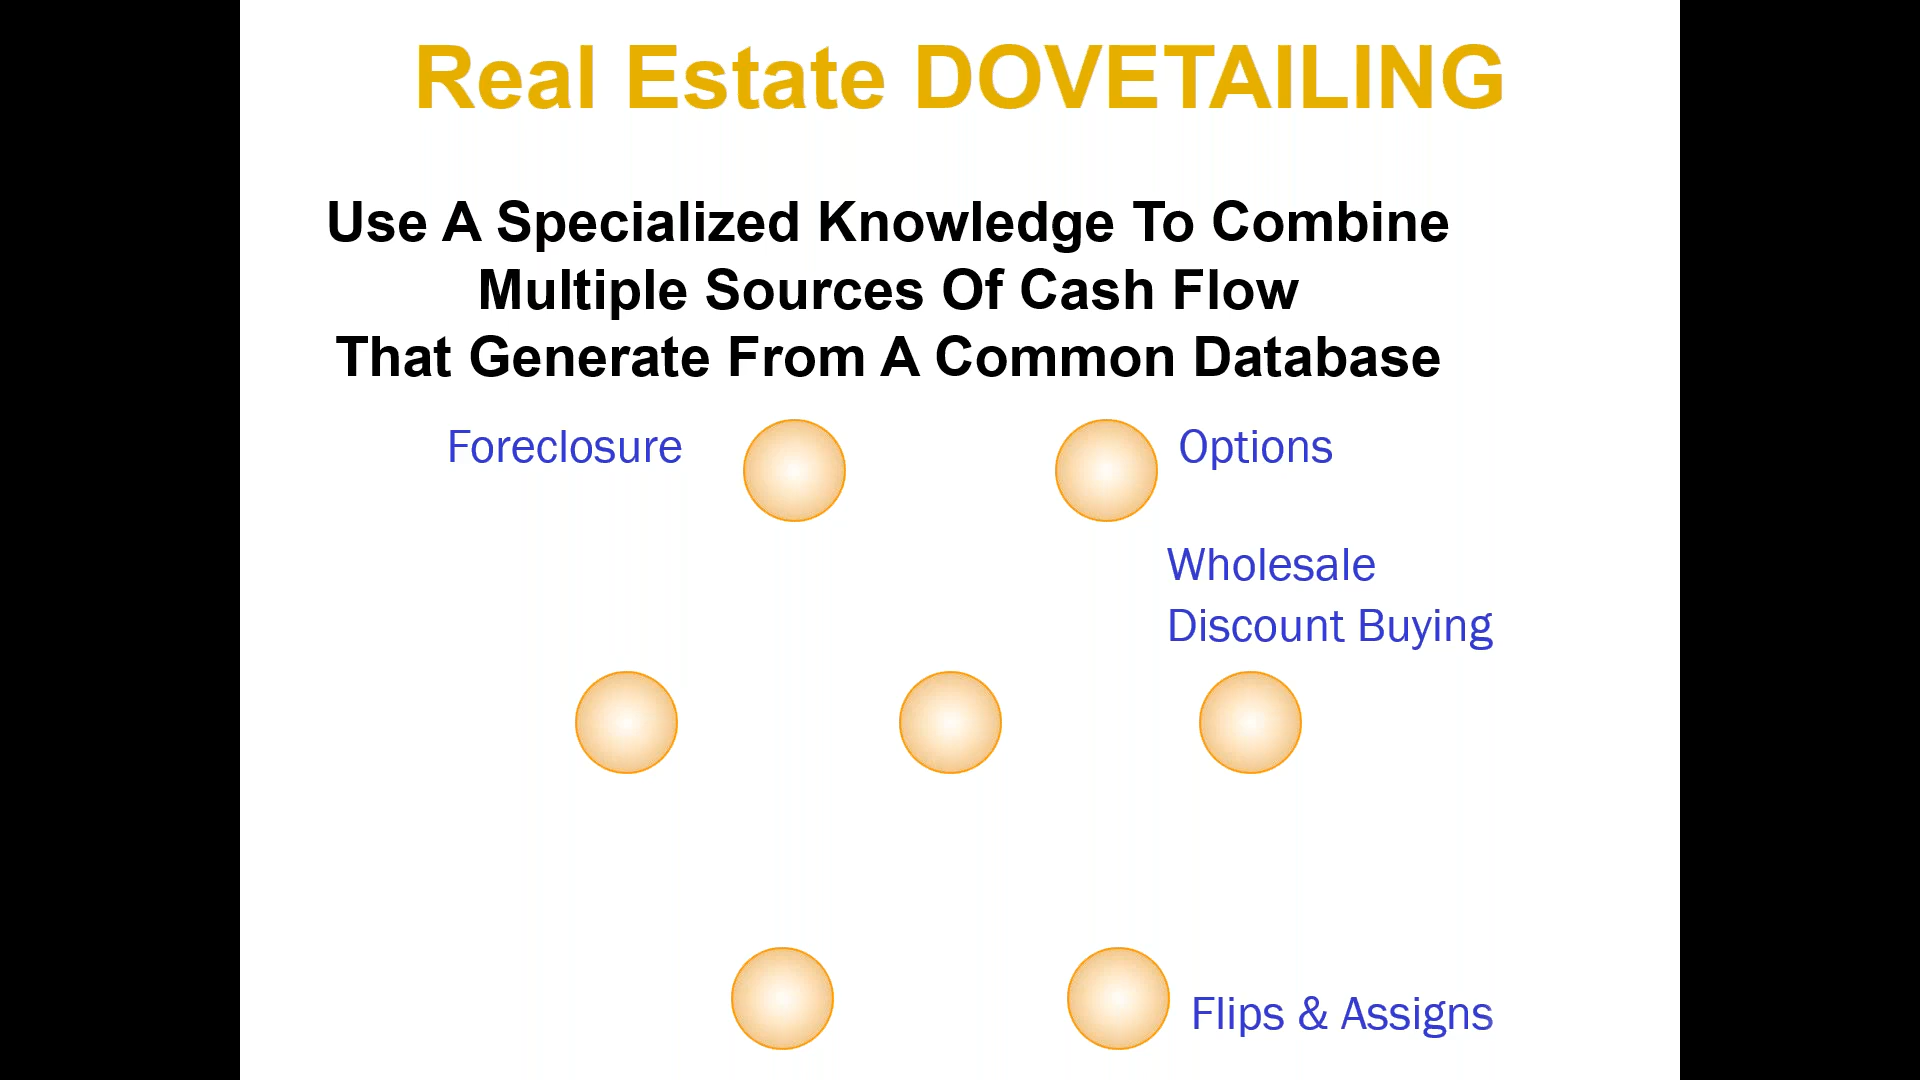 Real Estate DOVETAILING
Use A Specialized Knowledge To Combine
Multiple Sources Of Cash Flow
That Generate From A Common Database
Foreclosure
Options
Wholesale
Discount Buying
Flips & Assigns